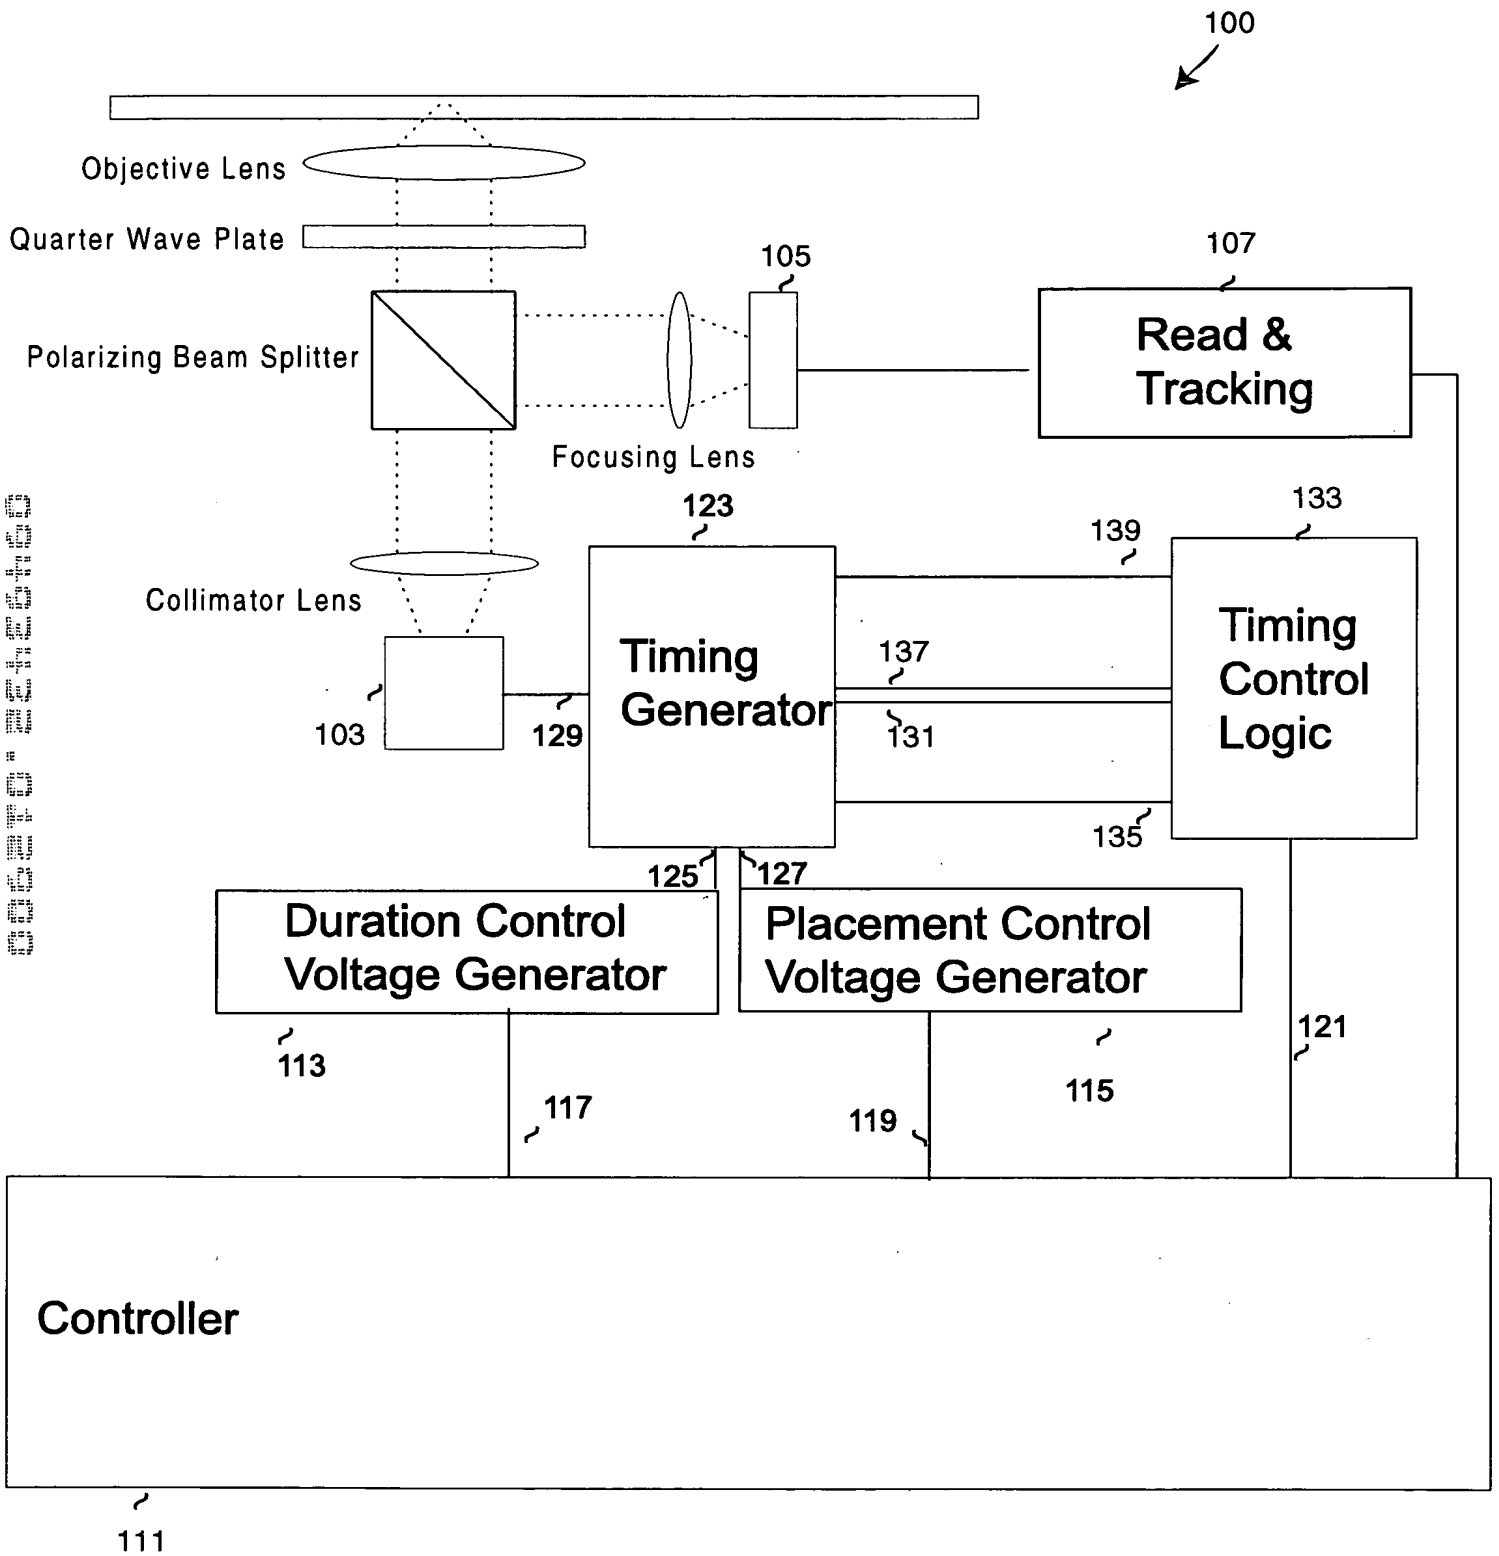 100
Objective Lens
Quarter Wave Plate
105
107
Polarizing Beam Splitter
Read &
Tracking
Focusing Lens
123
133
139
Collimator Lens
Timing
Generator
137
131
Timing
Control
Logic
103
129
135
125
127
Duration Control
Voltage Generator
Placement Control
Voltage Generator
113
115
121
117
119
Controller
111